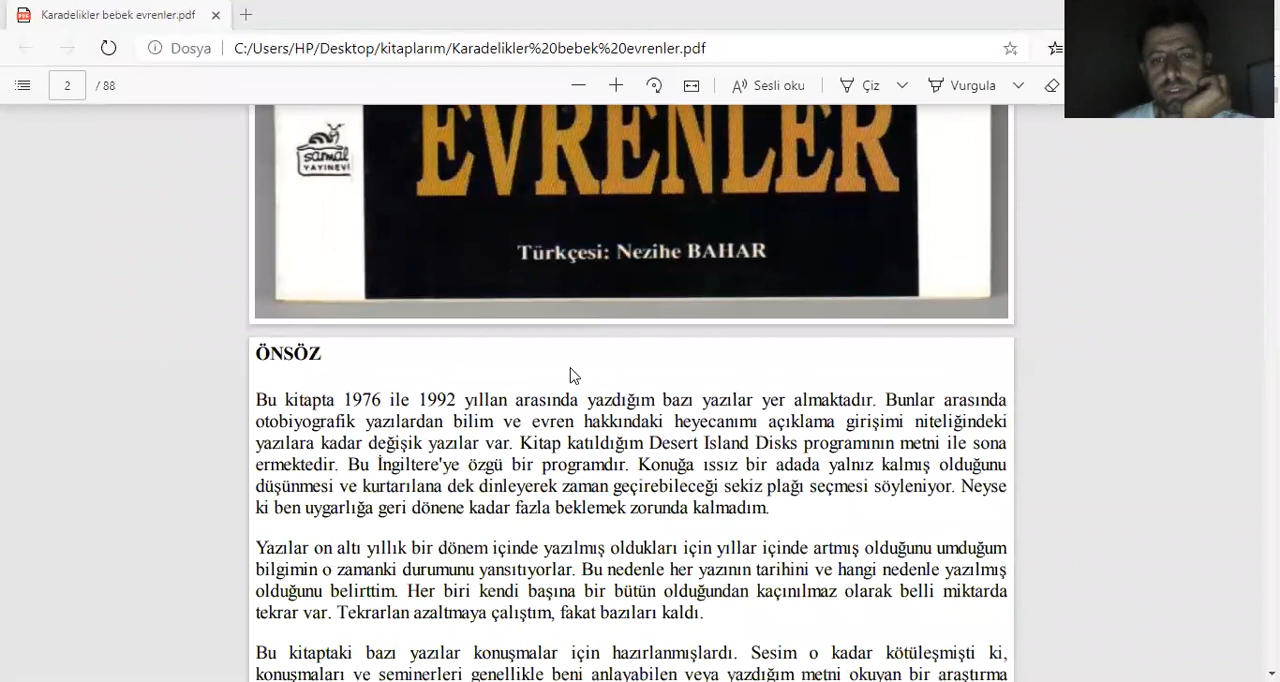 Karadelikler bebek evrenler.pdf
Dosya C:/Users/HP/Desktop/kitaplarım/Karadelikler%20bebek%20evrenler.pdf
2 / 88 Sesli oku Çiz Vurgula
EVRENLER
sarmal
YAYINEVİ
Türkçesi: Nezihe BAHAR
ÖNSÖZ
Bu kitapta 1976 ile 1992 yıllan arasında yazdığım bazı yazılar yer almaktadır. Bunlar arasında
otobiyografik yazılardan bilim ve evren hakkındaki heyecanımı açıklama girişimi niteliğindeki
yazılara kadar değişik yazılar var. Kitap katıldığım Desert Island Disks programının metni ile sona
ermektedir. Bu İngiltere'ye özgü bir programdır. Konuğa ıssız bir adada yalnız kalmış olduğunu
düşünmesi ve kurtarılana dek dinleyerek zaman geçirebileceği sekiz plağı seçmesi söyleniyor. Neyse
ki ben uygarlığa geri dönene kadar fazla beklemek zorunda kalmadım.
Yazılar on altı yıllık bir dönem içinde yazılmış oldukları için yıllar içinde artmış olduğunu umduğum
bilgimin o zamanki durumunu yansıtıyorlar. Bu nedenle her yazının tarihini ve hangi nedenle yazılmış
olduğunu belirttim. Her biri kendi başına bir bütün olduğundan kaçınılmaz olarak belli miktarda
tekrar var. Tekrarlan azaltmaya çalıştım, fakat bazıları kaldı.
Bu kitaptaki bazı yazılar konuşmalar için hazırlanmışlardı. Sesim o kadar kötüleşmişti ki,
konuşmaları ve seminerleri genellikle beni anlayabilen veya yazdığım metni okuyan bir araştırma